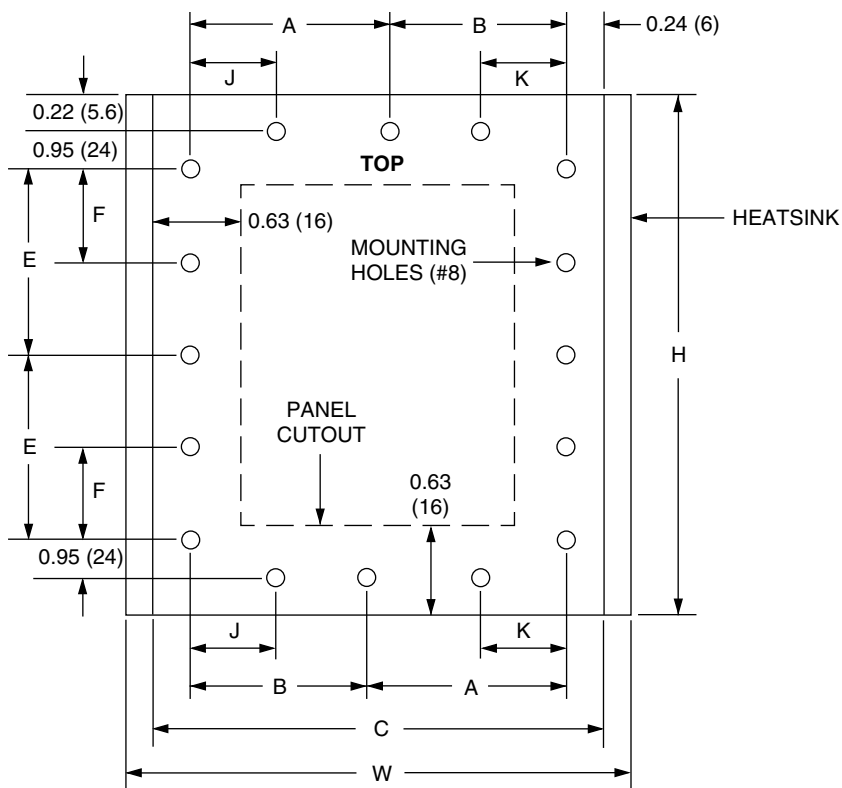 A
B
0.24 (6)
J
K
0.22 (5.6)
0.95 (24)
TOP
F
0.63 (16)
HEATSINK
E
MOUNTING
HOLES (#8)
H
PANEL
CUTOUT
E
0.63
(16)
F
0.95 (24)
J
K
B
A
C
W